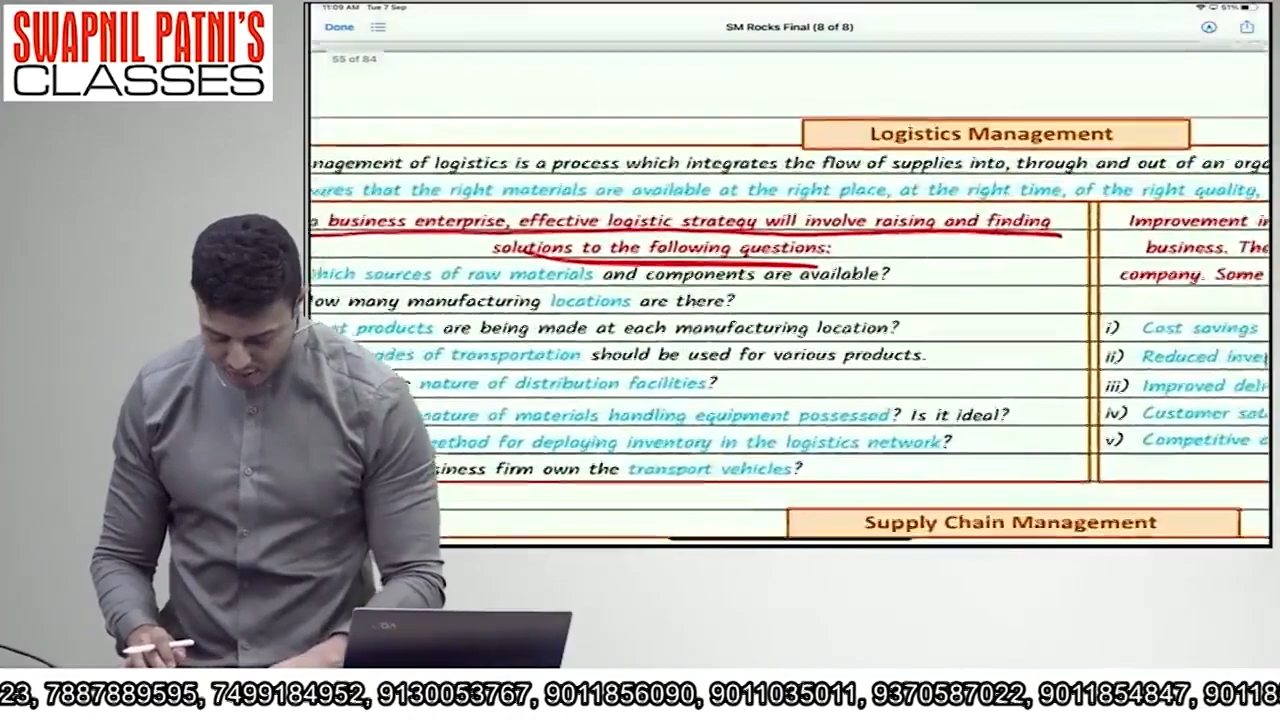 SWAPNIL PATNI'S
CLASSES
11:09 AM Tue 7 Sep
51%
Done
SM Rocks Final (8 of 8)
55 of 84
Logistics Management
nagement of logistics is a process which integrates the flow of supplies into, through and out of an orga
ures that the right materials are available at the right place, at the right time, of the right quality,
a business enterprise, effective logistic strategy will involve raising and finding
solutions to the following questions:
hich sources of raw materials and components are available?
ow many manufacturing locations are there?
t products are being made at each manufacturing location?
odes of transportation should be used for various products.
nature of distribution facilities?
nature of materials handling equipment possessed? Is it ideal?
ethod for deploying inventory in the logistics network?
siness firm own the transport vehicles?
Improvement in
business. The
company. Some
i) Cost savings
ii) Reduced inve
iii) Improved deli
iv) Customer sat
v) Competitive a
Supply Chain Management
23, 7887889595, 7499184952, 9130053767, 9011856090, 9011035011, 9370587022, 9011854847, 90118